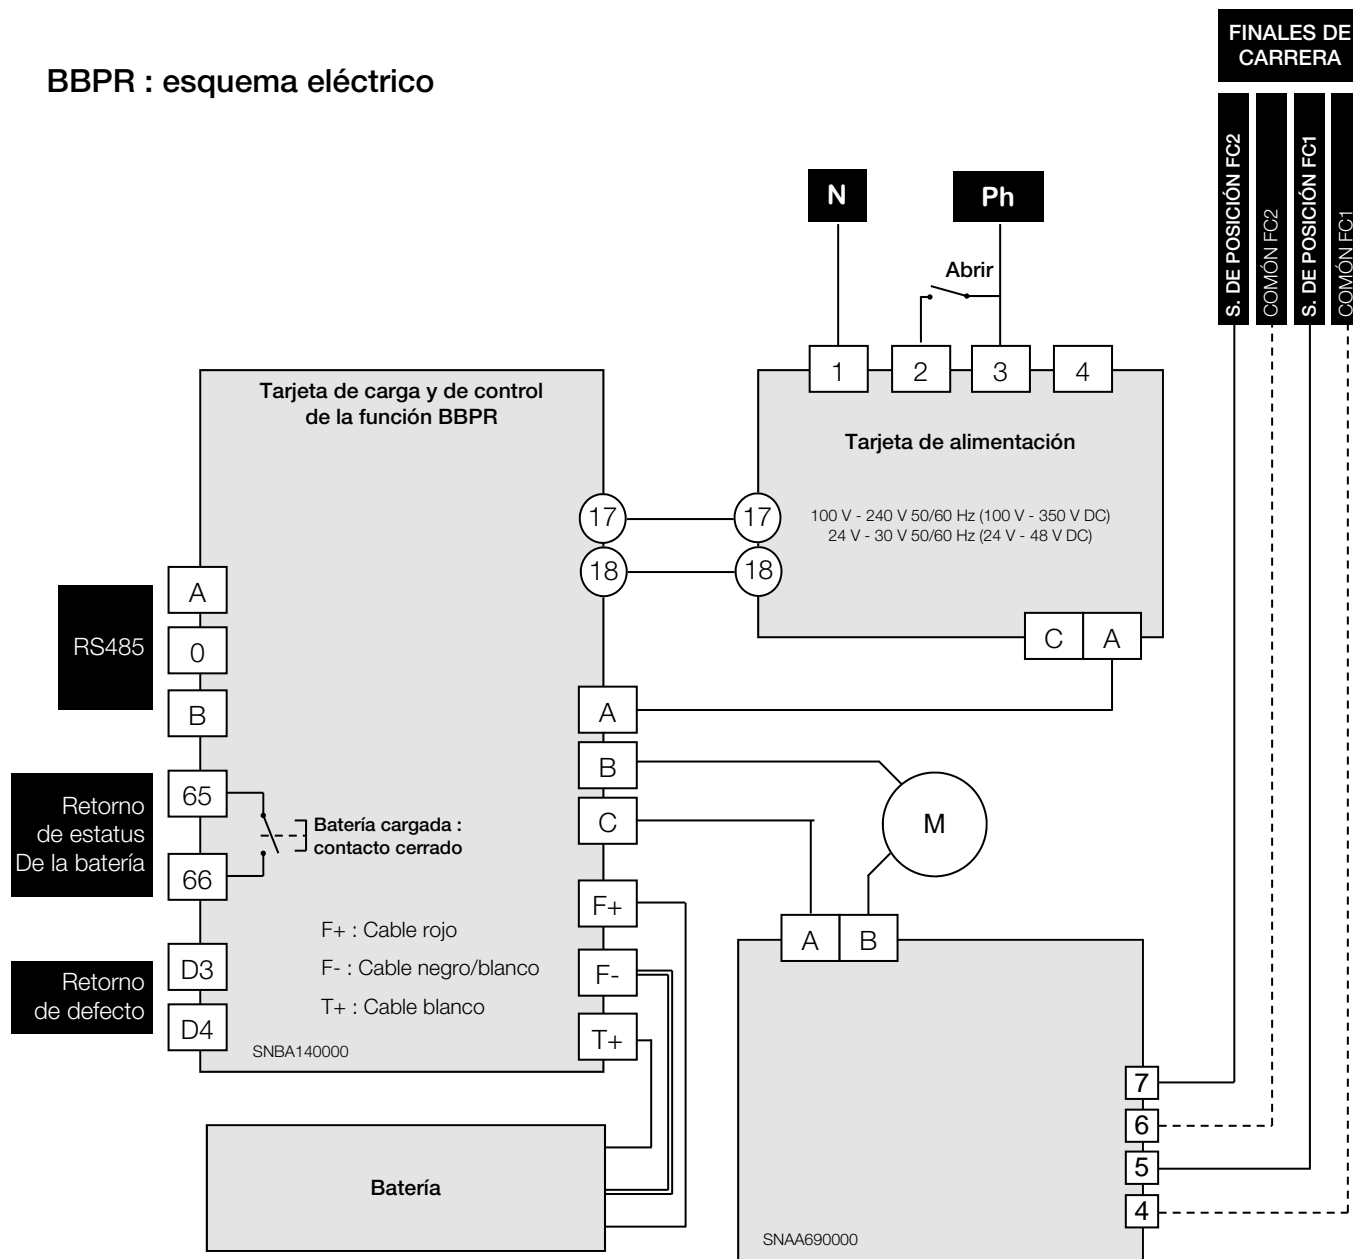 FINALES DE
CARRERA
BBPR : esquema eléctrico
S. DE POSICIÓN FC2
COMÓN FC2
S. DE POSICIÓN FC1
COMÓN FC1
N
Ph
Abrir
1
2
3
4
Tarjeta de carga y de control
de la función BBPR
Tarjeta de alimentación
100 V - 240 V 50/60 Hz (100 V - 350 V DC)
24 V - 30 V 50/60 Hz (24 V - 48 V DC)
17
17
18
18
C
A
RS485
A
0
B
A
B
C
M
Retorno
de estatus
De la batería
65
66
Batería cargada :
contacto cerrado
F+ : Cable rojo
F- : Cable negro/blanco
T+ : Cable blanco
F+
F-
T+
Retorno
de defecto
D3
D4
SNBA140000
A
B
7
6
5
4
Batería
SNAA690000